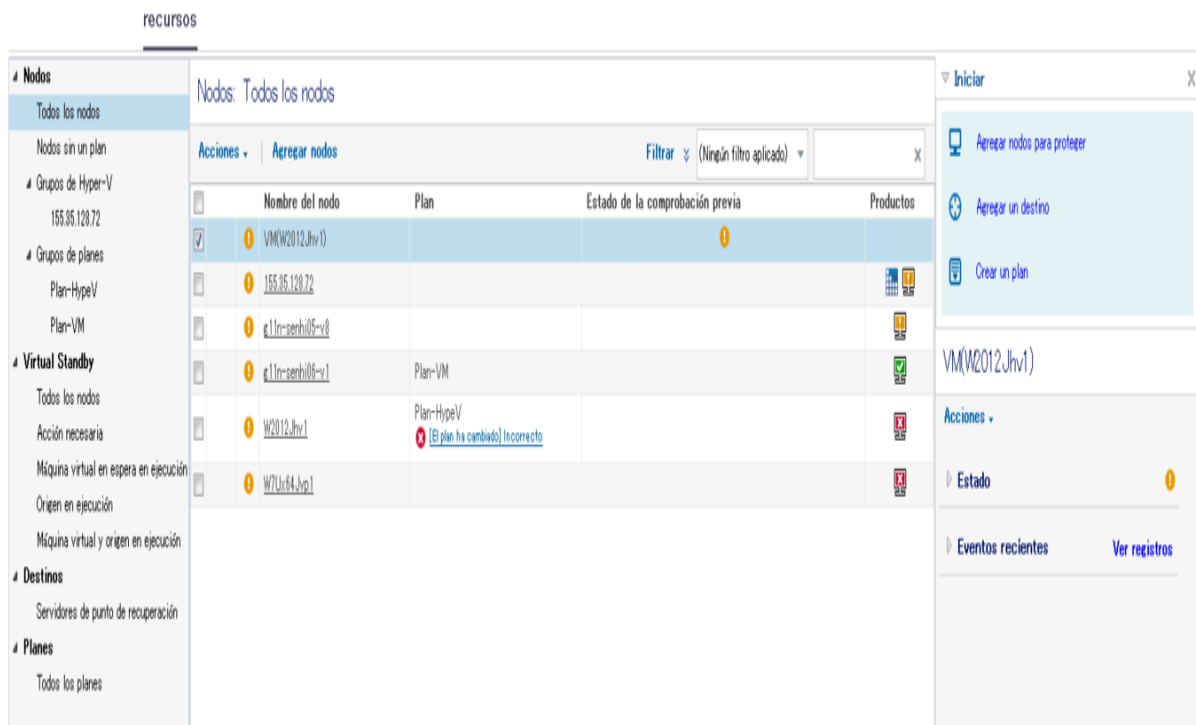 recursos
Nodos
Todos los nodos
Nodos sin un plan
Grupos de Hyper-V
155.35.128.72
Grupos de planes
Plan-HypeV
Plan-VM
Virtual Standby
Todos los nodos
Acción necesaria
Máquina virtual en espera en ejecución
Origen en ejecución
Máquina virtual y origen en ejecución
Destinos
Servidores de punto de recuperación
Planes
Todos los planes
Nodos: Todos los nodos
Acciones
Agregar nodos
Filtrar
(Ningún filtro aplicado)
Nombre del nodo Plan Estado de la comprobación previa Productos
VM(W2012Jhv1)
155.35.128.72
g11n-senhi05-v8
g11n-senhi06-v1 Plan-VM
W2012Jhv1 Plan-HypeV
[El plan ha cambiado] Incorrecto
W7Ux64Jvp1
Iniciar
Agregar nodos para proteger
Agregar un destino
Crear un plan
VM(W2012Jhv1)
Acciones
Estado
Eventos recientes Ver registros